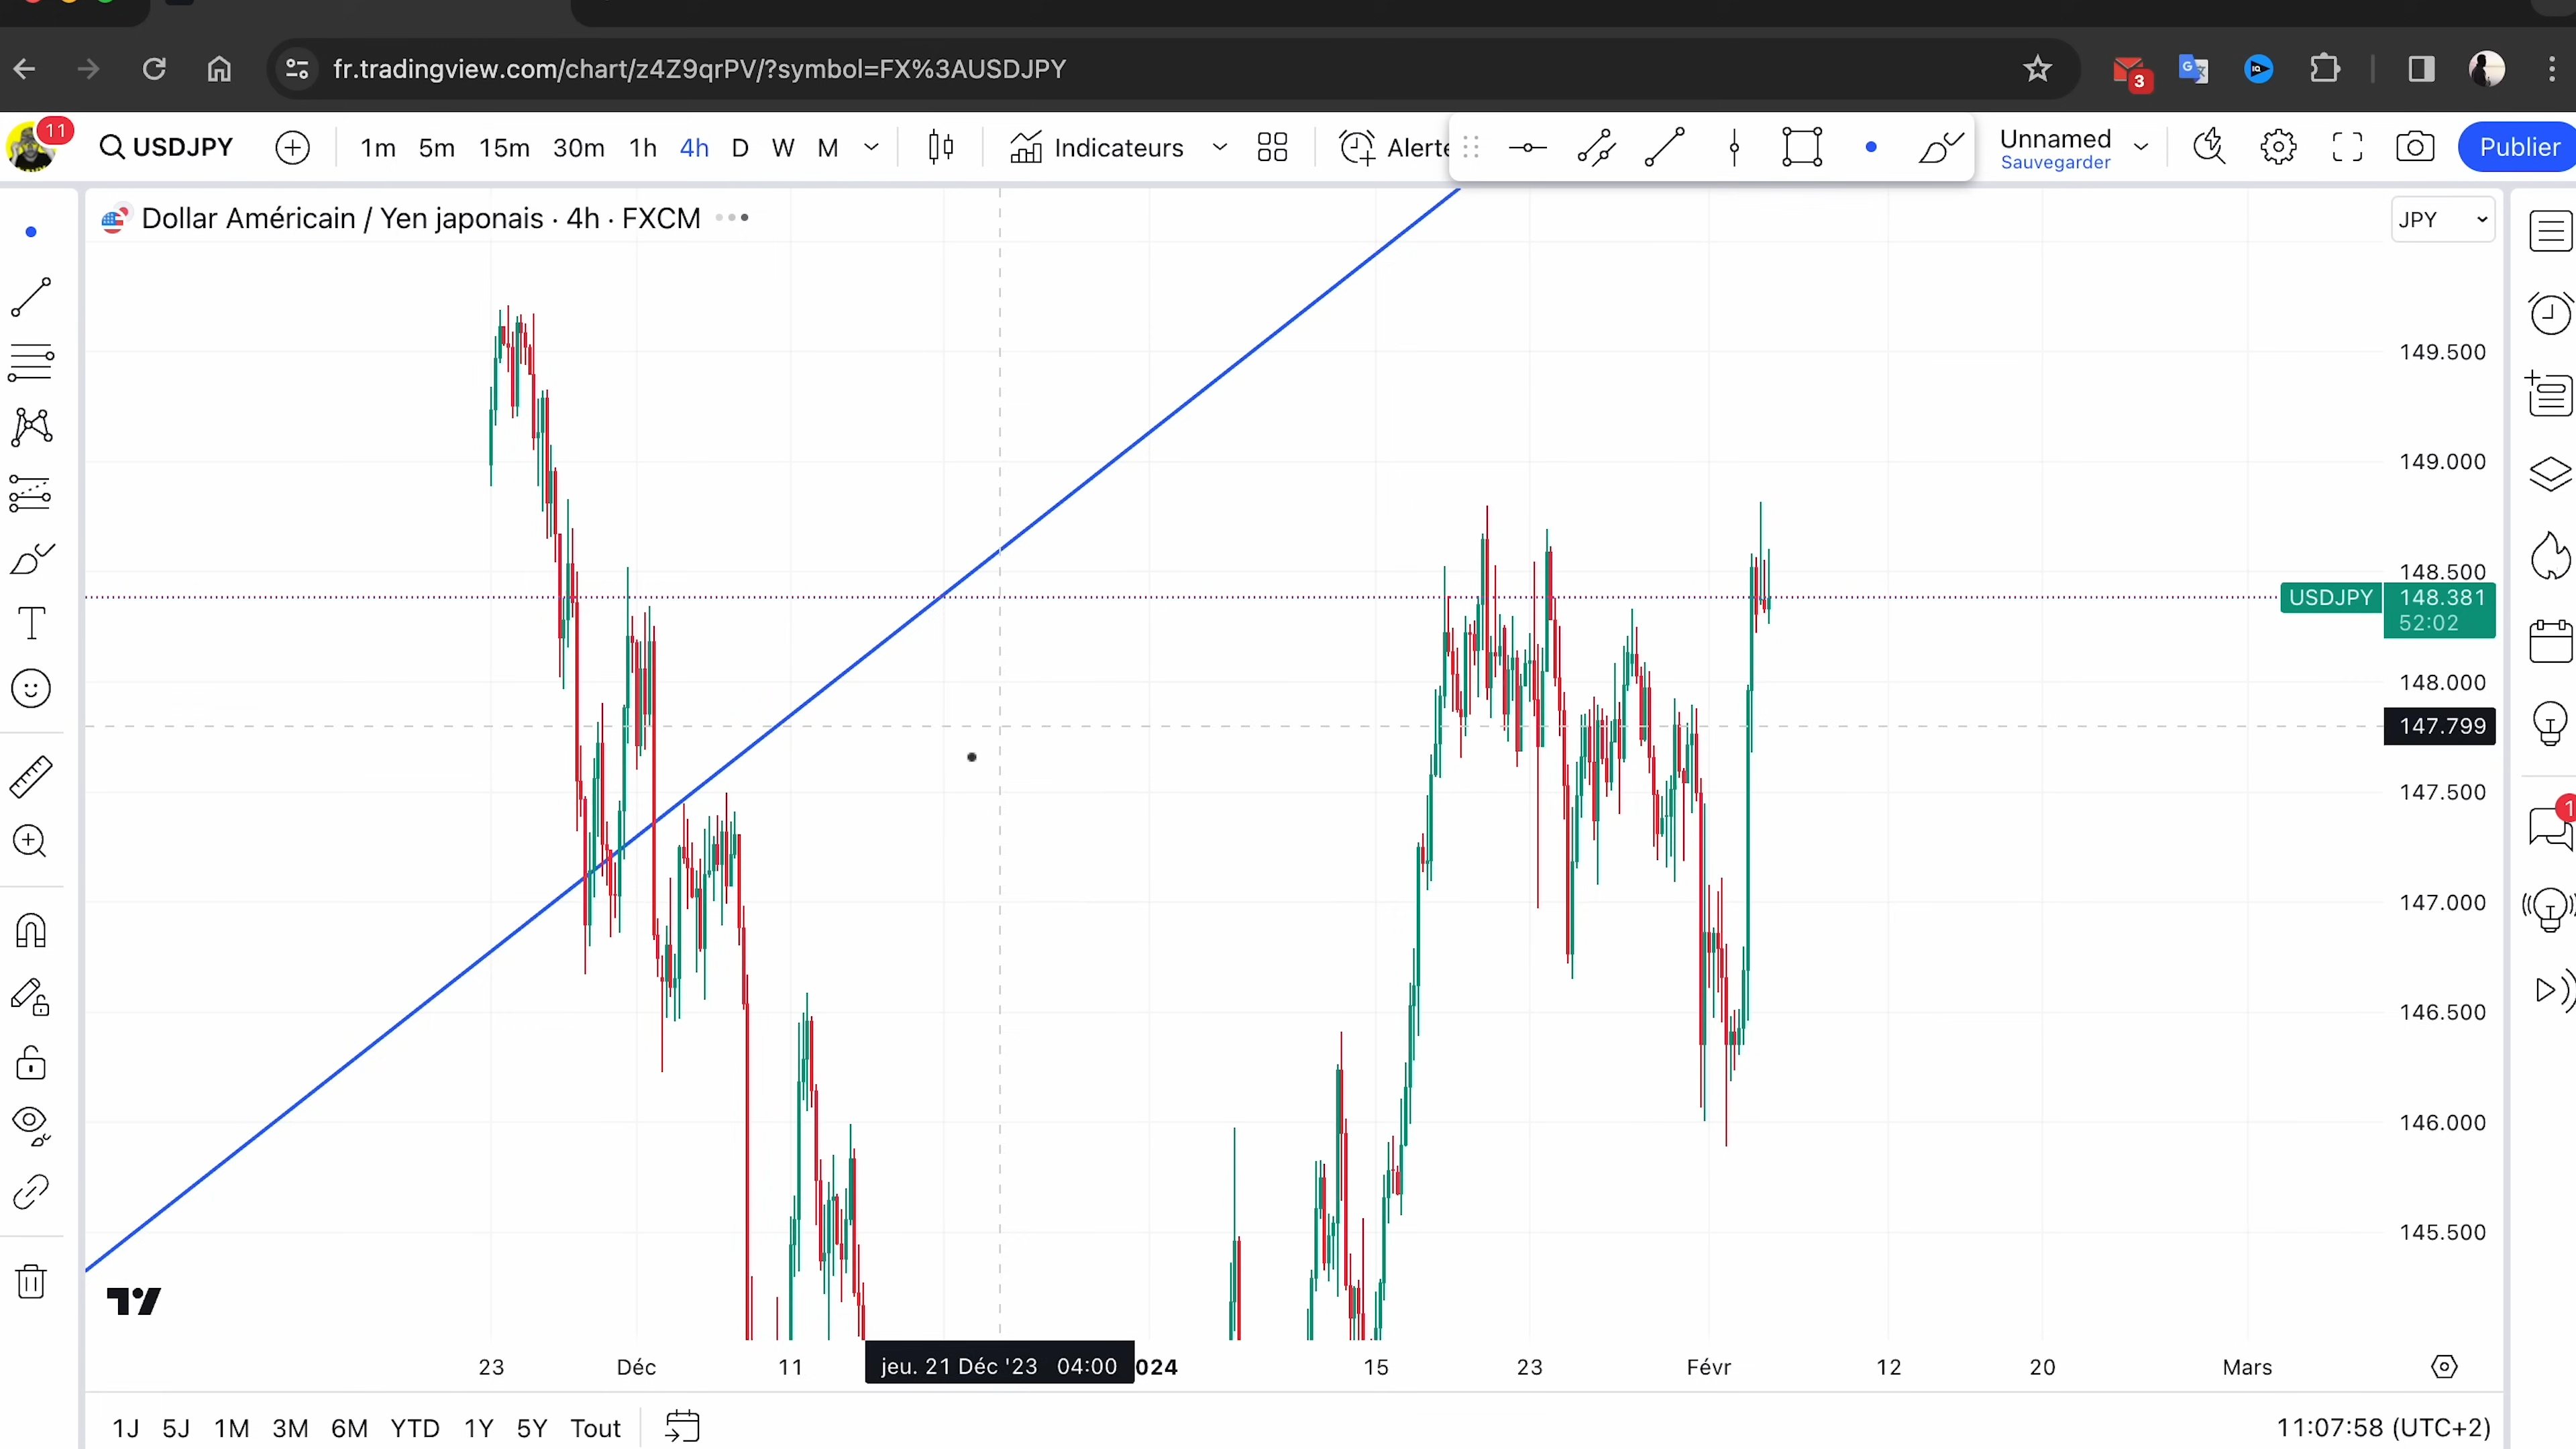 fr.tradingview.com/chart/z4Z9qrPV/?symbol=FX%3AUSDJPY
3
11
USDJPY
1m 5m 15m 30m 1h 4h D W M
Indicateurs
Alerte
Unnamed
Sauvegarder
Publier
Dollar Américain / Yen japonais · 4h · FXCM
JPY
149.500
149.000
148.500
USDJPY 148.381
52:02
148.000
147.799
147.500
1
147.000
146.500
146.000
145.500
23 Déc 11 jeu. 21 Déc '23 04:00 024 15 23 Févr 12 20 Mars
1J 5J 1M 3M 6M YTD 1Y 5Y Tout
11:07:58 (UTC+2)